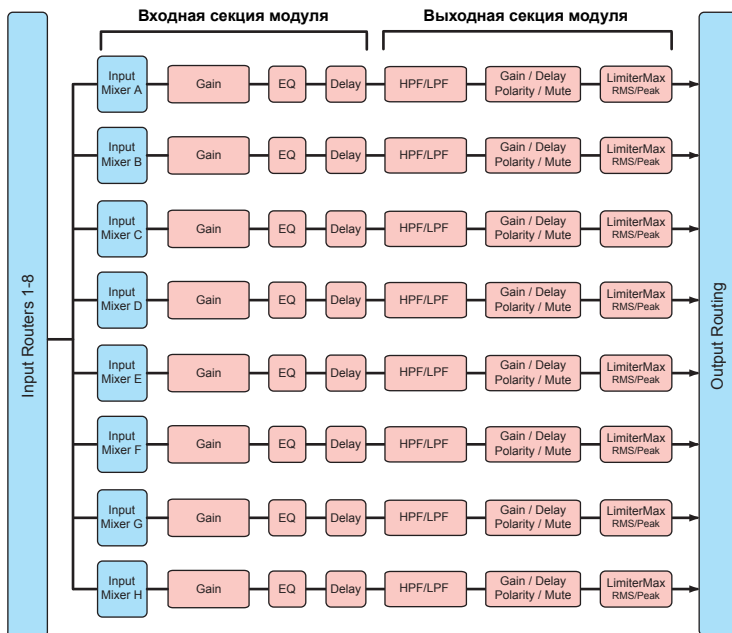 Входная секция модуля
Выходная секция модуля
Input Routers 1-8
Input
Mixer A
Gain
EQ
Delay
HPF/LPF
Gain / Delay
Polarity / Mute
LimiterMax
RMS/Peak
Input
Mixer B
Gain
EQ
Delay
HPF/LPF
Gain / Delay
Polarity / Mute
LimiterMax
RMS/Peak
Input
Mixer C
Gain
EQ
Delay
HPF/LPF
Gain / Delay
Polarity / Mute
LimiterMax
RMS/Peak
Input
Mixer D
Gain
EQ
Delay
HPF/LPF
Gain / Delay
Polarity / Mute
LimiterMax
RMS/Peak
Input
Mixer E
Gain
EQ
Delay
HPF/LPF
Gain / Delay
Polarity / Mute
LimiterMax
RMS/Peak
Input
Mixer F
Gain
EQ
Delay
HPF/LPF
Gain / Delay
Polarity / Mute
LimiterMax
RMS/Peak
Input
Mixer G
Gain
EQ
Delay
HPF/LPF
Gain / Delay
Polarity / Mute
LimiterMax
RMS/Peak
Input
Mixer H
Gain
EQ
Delay
HPF/LPF
Gain / Delay
Polarity / Mute
LimiterMax
RMS/Peak
Output Routing